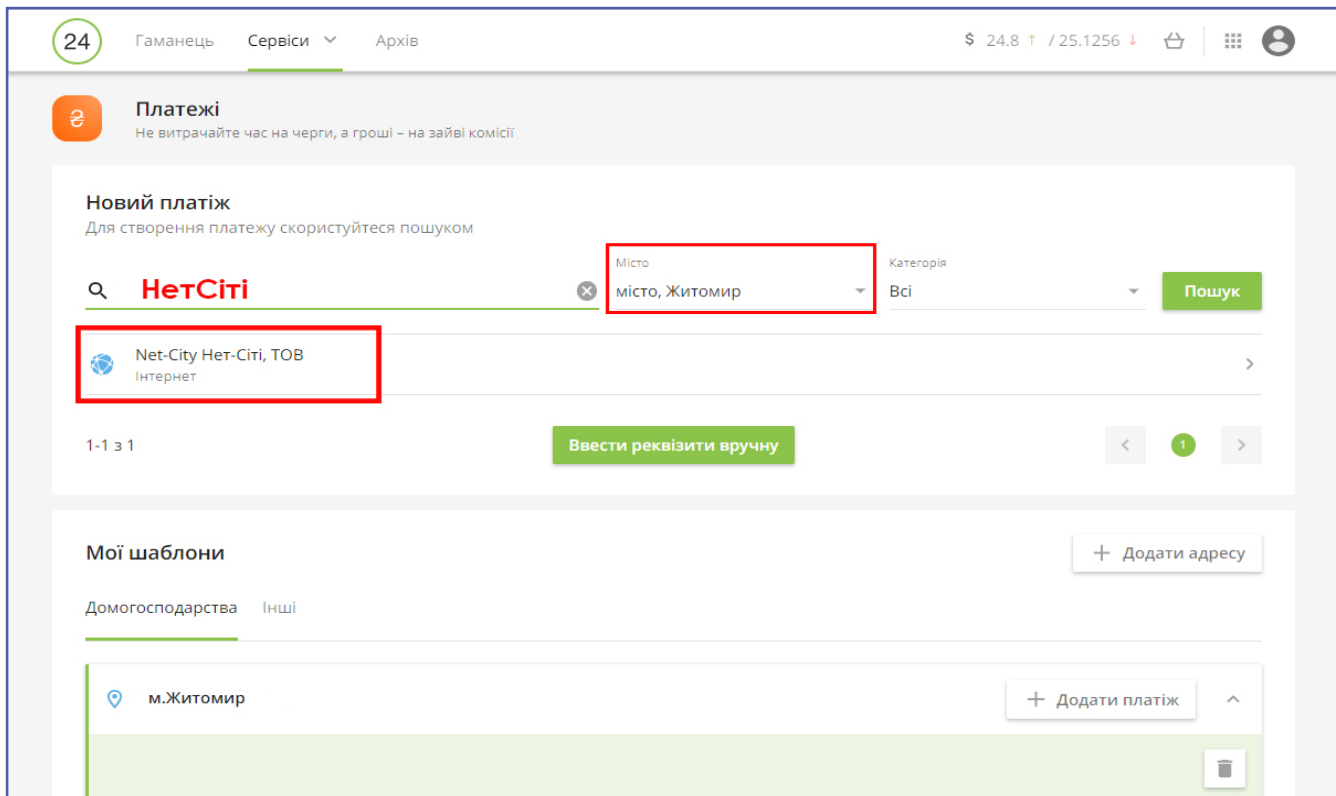 24 Гаманець Сервіси Архів $ 24.8 ↑ / 25.1256 ↓
₴ Платежі
Не витрачайте час на черги, а гроші – на зайві комісії
Новий платіж
Для створення платежу скористуйтеся пошуком
Місто Категорія
НетСіті місто, Житомир Всі Пошук
Net-City Нет-Сіті, ТОВ
Інтернет
1-1 з 1 Ввести реквізити вручну < 1 >
Мої шаблони + Додати адресу
Домогосподарства Інші
м.Житомир + Додати платіж